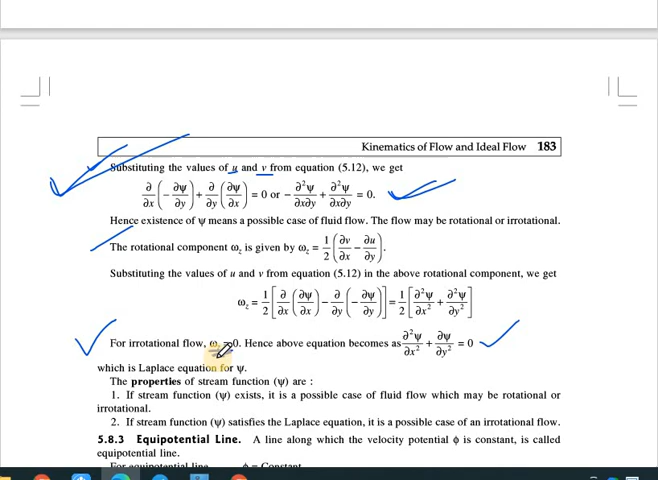 Kinematics of Flow and Ideal Flow 183
Substituting the values of u and v from equation (5.12), we get
∂/∂x (−∂ψ/∂y) + ∂/∂y (∂ψ/∂x) = 0 or − ∂²ψ/∂x∂y + ∂²ψ/∂x∂y = 0.
Hence existence of ψ means a possible case of fluid flow. The flow may be rotational or irrotational.
The rotational component ω_z is given by ω_z = 1/2 (∂v/∂x − ∂u/∂y).
Substituting the values of u and v from equation (5.12) in the above rotational component, we get
ω_z = 1/2 [∂/∂x (∂ψ/∂x) − ∂/∂y (−∂ψ/∂y)] = 1/2 [∂²ψ/∂x² + ∂²ψ/∂y²]
For irrotational flow, 0. Hence above equation becomes as ∂²ψ/∂x² + ∂ψ/∂y² = 0
which is Laplace equation for ψ.
The properties of stream function (ψ) are :
1. If stream function (ψ) exists, it is a possible case of fluid flow which may be rotational or
irrotational.
2. If stream function (ψ) satisfies the Laplace equation, it is a possible case of an irrotational flow.
5.8.3 Equipotential Line. A line along which the velocity potential ϕ is constant, is called
equipotential line.
For equipotential line ϕ = Constant